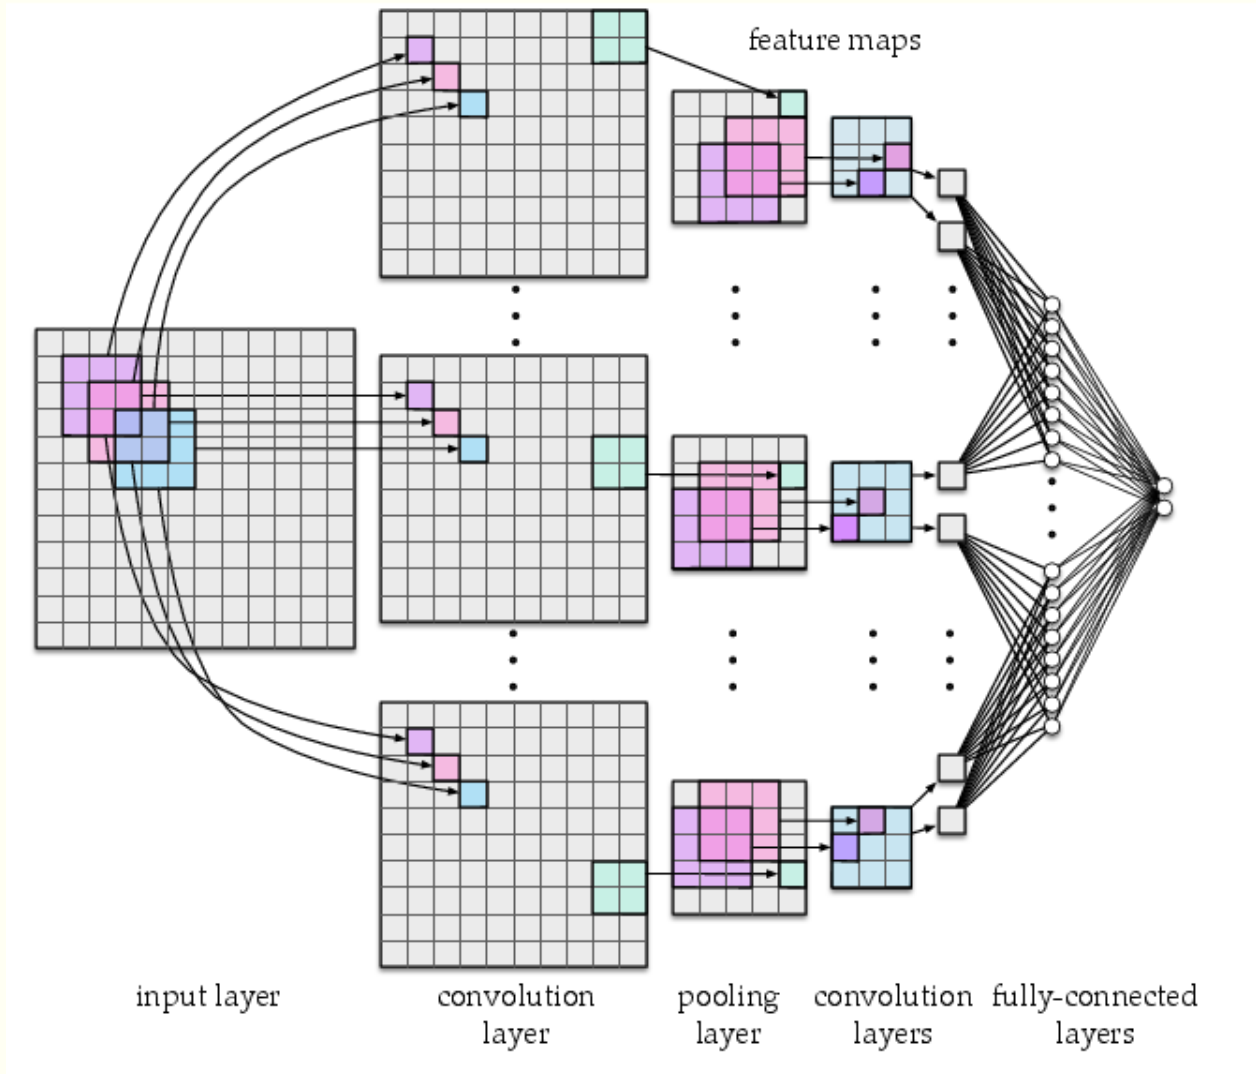 feature maps
input layer
convolution
layer
pooling
layer
convolution
layers
fully-connected
layers